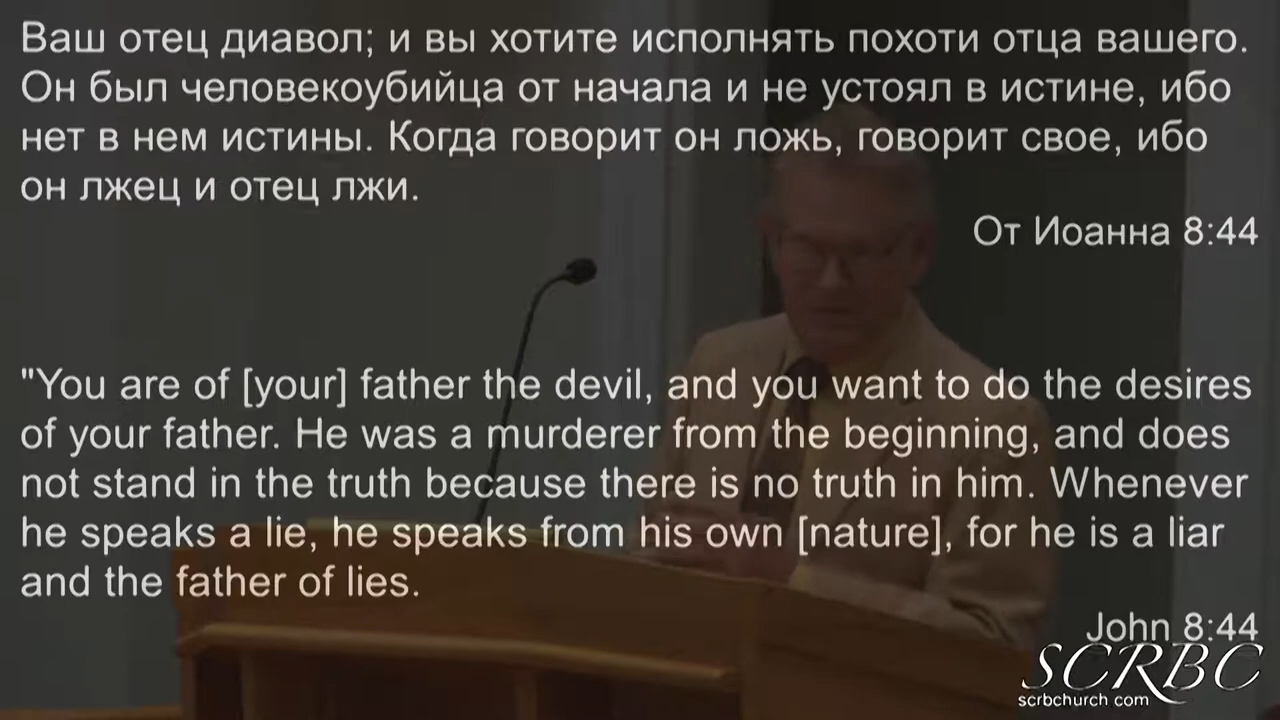 Ваш отец диавол; и вы хотите исполнять похоти отца вашего.
Он был человекоубийца от начала и не устоял в истине, ибо
нет в нем истины. Когда говорит он ложь, говорит свое, ибо
он лжец и отец лжи.
От Иоанна 8:44
"You are of [your] father the devil, and you want to do the desires
of your father. He was a murderer from the beginning, and does
not stand in the truth because there is no truth in him. Whenever
he speaks a lie, he speaks from his own [nature], for he is a liar
and the father of lies.
John 8:44
SCRBC
scrbchurch com